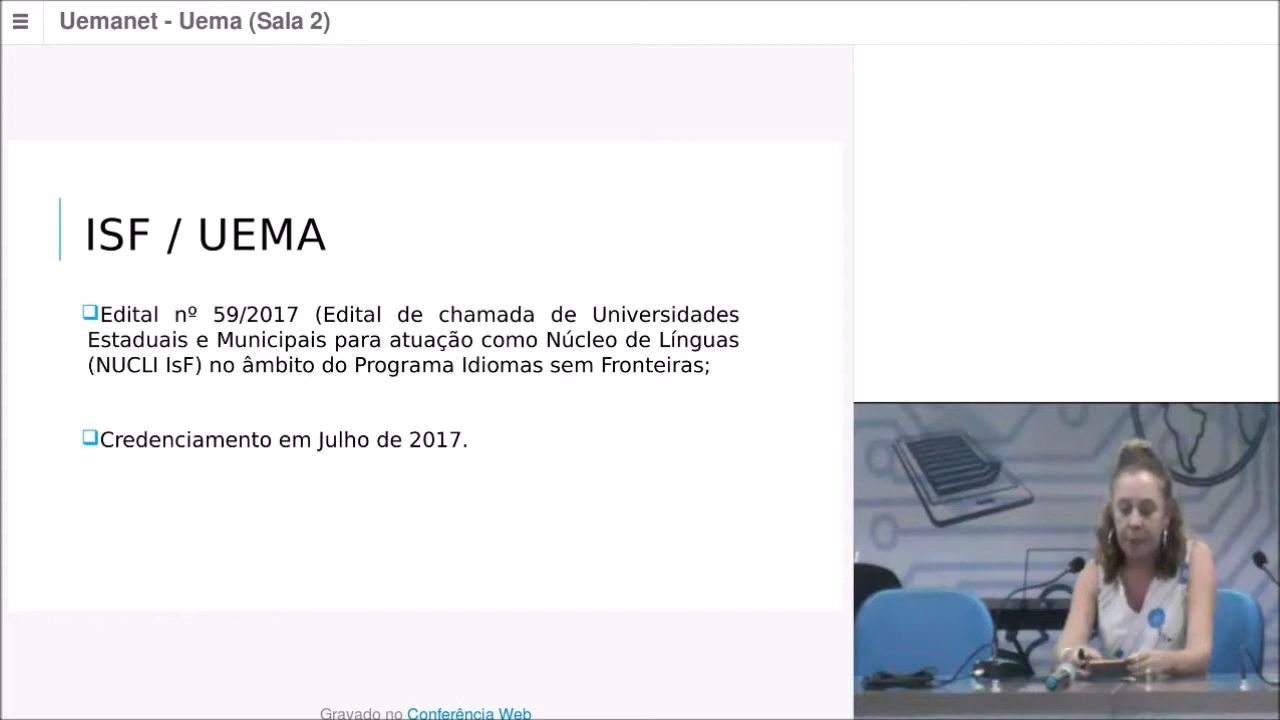 Uemanet - Uema (Sala 2)
ISF / UEMA
Edital nº 59/2017 (Edital de chamada de Universidades
Estaduais e Municipais para atuação como Núcleo de Línguas
(NUCLI IsF) no âmbito do Programa Idiomas sem Fronteiras;
Credenciamento em Julho de 2017.
Gravado no Conferência Web